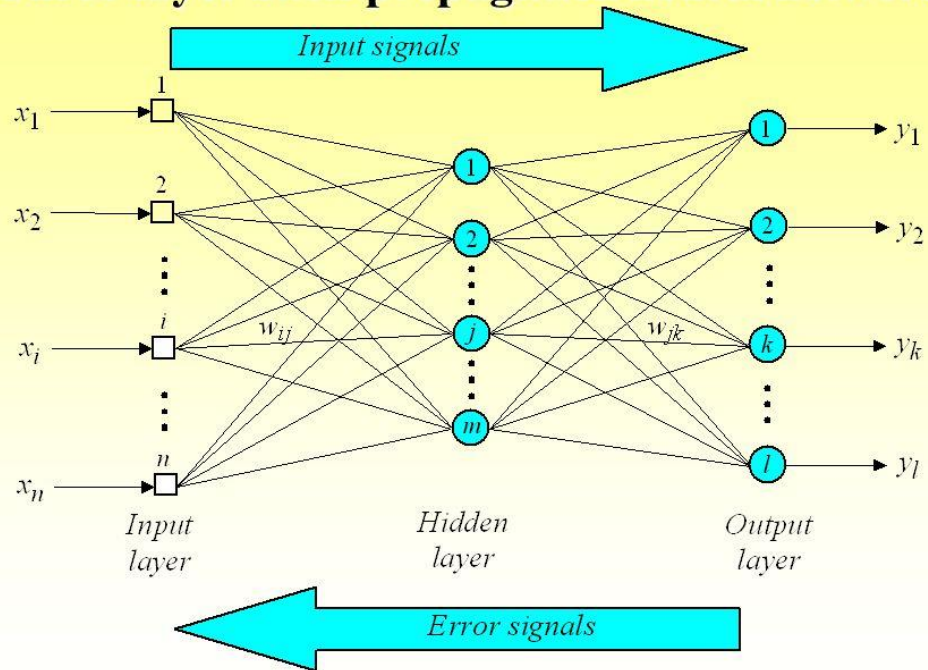 Input signals
1
x1
1
y1
1
2
x2
2
y2
2
i
xi
wij
j
wjk
k
yk
m
n
xn
l
yl
Input
layer
Hidden
layer
Output
layer
Error signals